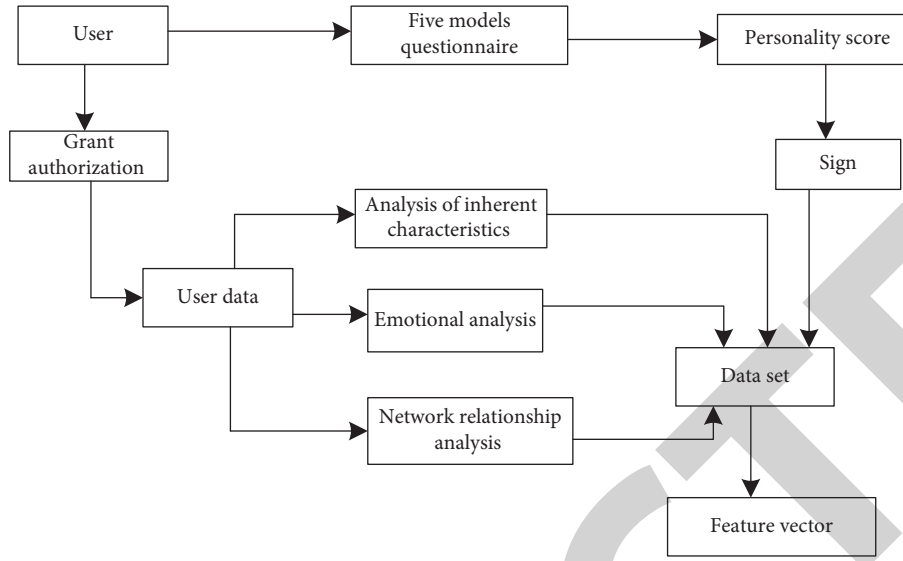 User
Five models
questionnaire
Personality score
Grant
authorization
Sign
Analysis of inherent
characteristics
User data
Emotional analysis
Data set
Network relationship
analysis
Feature vector